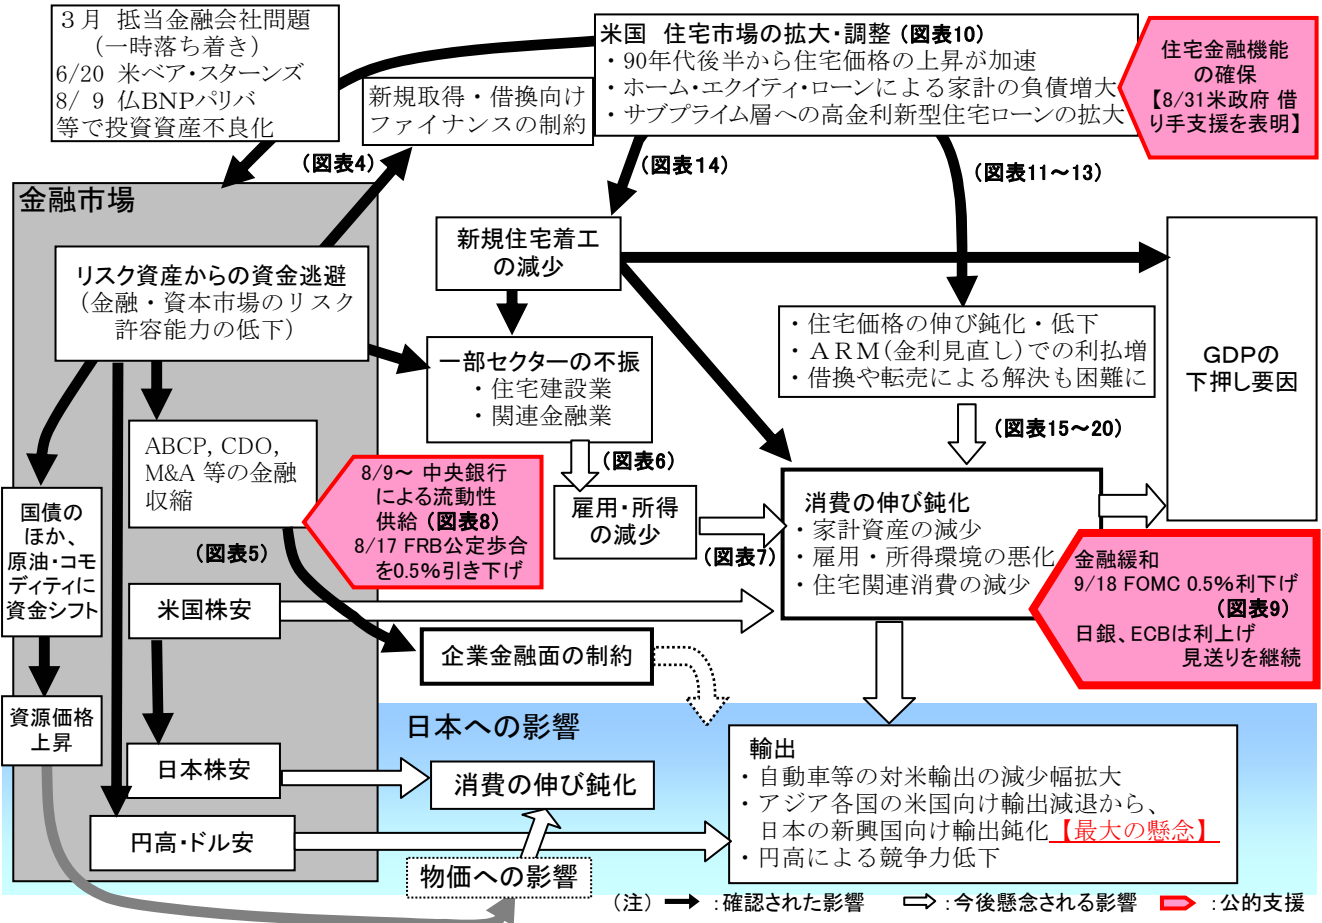 ３月 抵当金融会社問題
（一時落ち着き）
6/20 米ベア・スターンズ
8/ 9 仏BNPパリバ
等で投資資産不良化
新規取得・借換向け
ファイナンスの制約
米国 住宅市場の拡大・調整 (図表10)
・90年代後半から住宅価格の上昇が加速
・ホーム・エクイティ・ローンによる家計の負債増大
・サブプライム層への高金利新型住宅ローンの拡大
住宅金融機能
の確保
【8/31米政府 借
り手支援を表明】
(図表4)
(図表14)
(図表11～13)
金融市場
リスク資産からの資金逃避
（金融・資本市場のリスク
許容能力の低下）
新規住宅着工
の減少
・住宅価格の伸び鈍化・低下
・ＡＲＭ(金利見直し)での利払増
・借換や転売による解決も困難に
GDPの
下押し要因
一部セクターの不振
・住宅建設業
・関連金融業
(図表15～20)
ABCP, CDO,
M&A 等の金融
収縮
8/9～ 中央銀行
による流動性
供給 (図表8)
8/17 FRB公定歩合
を0.5%引き下げ
(図表6)
雇用・所得
の減少
(図表7)
消費の伸び鈍化
・家計資産の減少
・雇用・所得環境の悪化
・住宅関連消費の減少
金融緩和
9/18 FOMC 0.5%利下げ
(図表9)
日銀、ECBは利上げ
見送りを継続
国債の
ほか、
原油・コモ
ディティに
資金シフト
(図表5)
米国株安
企業金融面の制約
資源価格
上昇
日本への影響
日本株安
消費の伸び鈍化
円高・ドル安
物価への影響
輸出
・自動車等の対米輸出の減少幅拡大
・アジア各国の米国向け輸出減退から、
日本の新興国向け輸出鈍化【最大の懸念】
・円高による競争力低下
（注） ：確認された影響 ：今後懸念される影響 ：公的支援